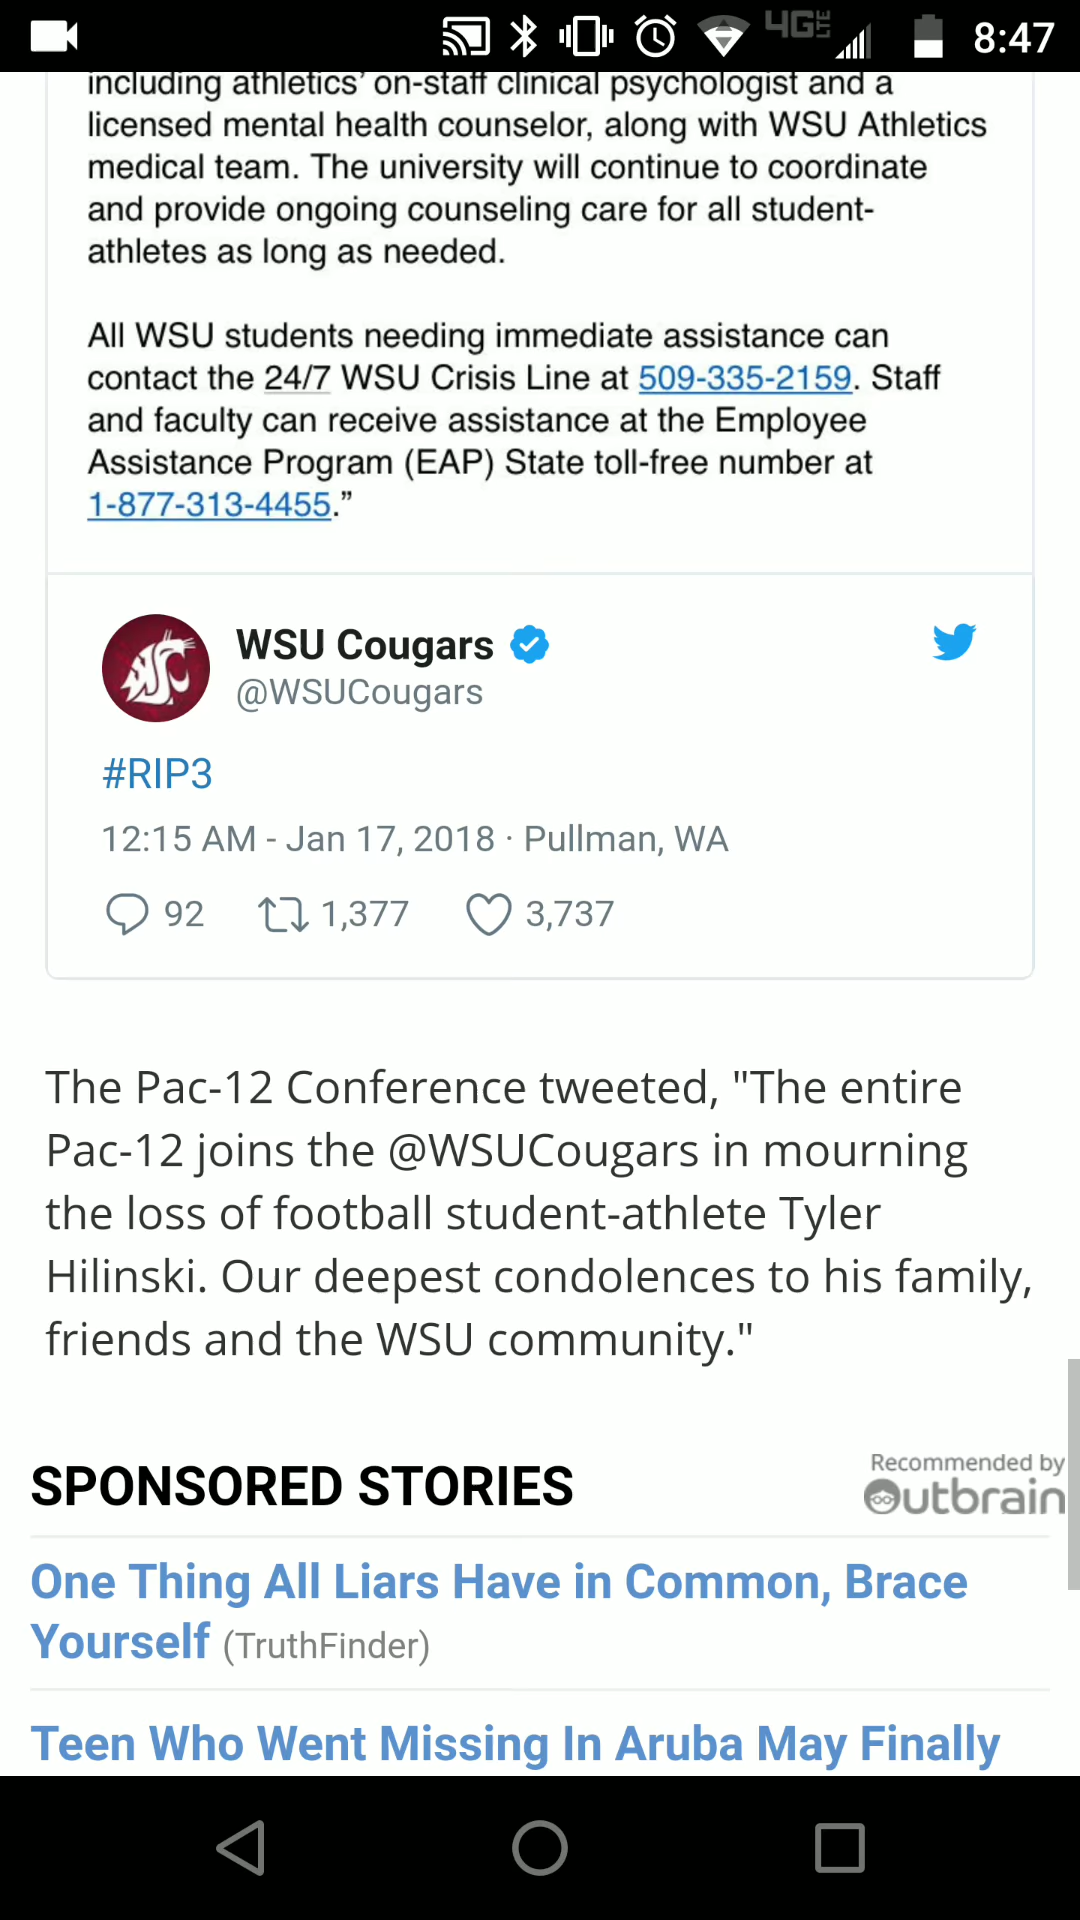 8:47
including athletics' on-staff clinical psychologist and a
licensed mental health counselor, along with WSU Athletics
medical team. The university will continue to coordinate
and provide ongoing counseling care for all student-
athletes as long as needed.
All WSU students needing immediate assistance can
contact the 24/7 WSU Crisis Line at 509-335-2159. Staff
and faculty can receive assistance at the Employee
Assistance Program (EAP) State toll-free number at
1-877-313-4455.”
WSU Cougars
@WSUCougars
#RIP3
12:15 AM - Jan 17, 2018 · Pullman, WA
92 1,377 3,737
The Pac-12 Conference tweeted, "The entire
Pac-12 joins the @WSUCougars in mourning
the loss of football student-athlete Tyler
Hilinski. Our deepest condolences to his family,
friends and the WSU community."
SPONSORED STORIES
Recommended by
Outbrain
One Thing All Liars Have in Common, Brace
Yourself (TruthFinder)
Teen Who Went Missing In Aruba May Finally